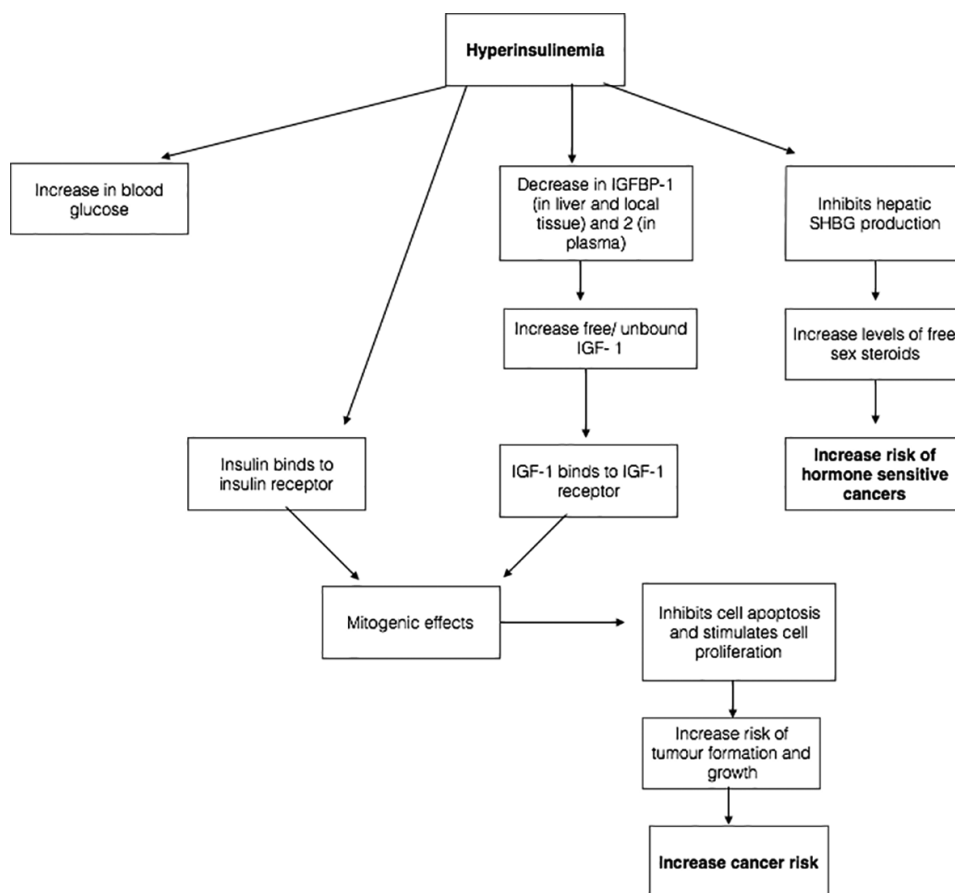 Hyperinsulinemia
Increase in blood
glucose
Decrease in IGFBP-1
(in liver and local
tissue) and 2 (in
plasma)
Inhibits hepatic
SHBG production
Increase free/ unbound
IGF- 1
Increase levels of free
sex steroids
Insulin binds to
insulin receptor
IGF-1 binds to IGF-1
receptor
Increase risk of
hormone sensitive
cancers
Mitogenic effects
Inhibits cell apoptosis
and stimulates cell
proliferation
Increase risk of
tumour formation and
growth
Increase cancer risk